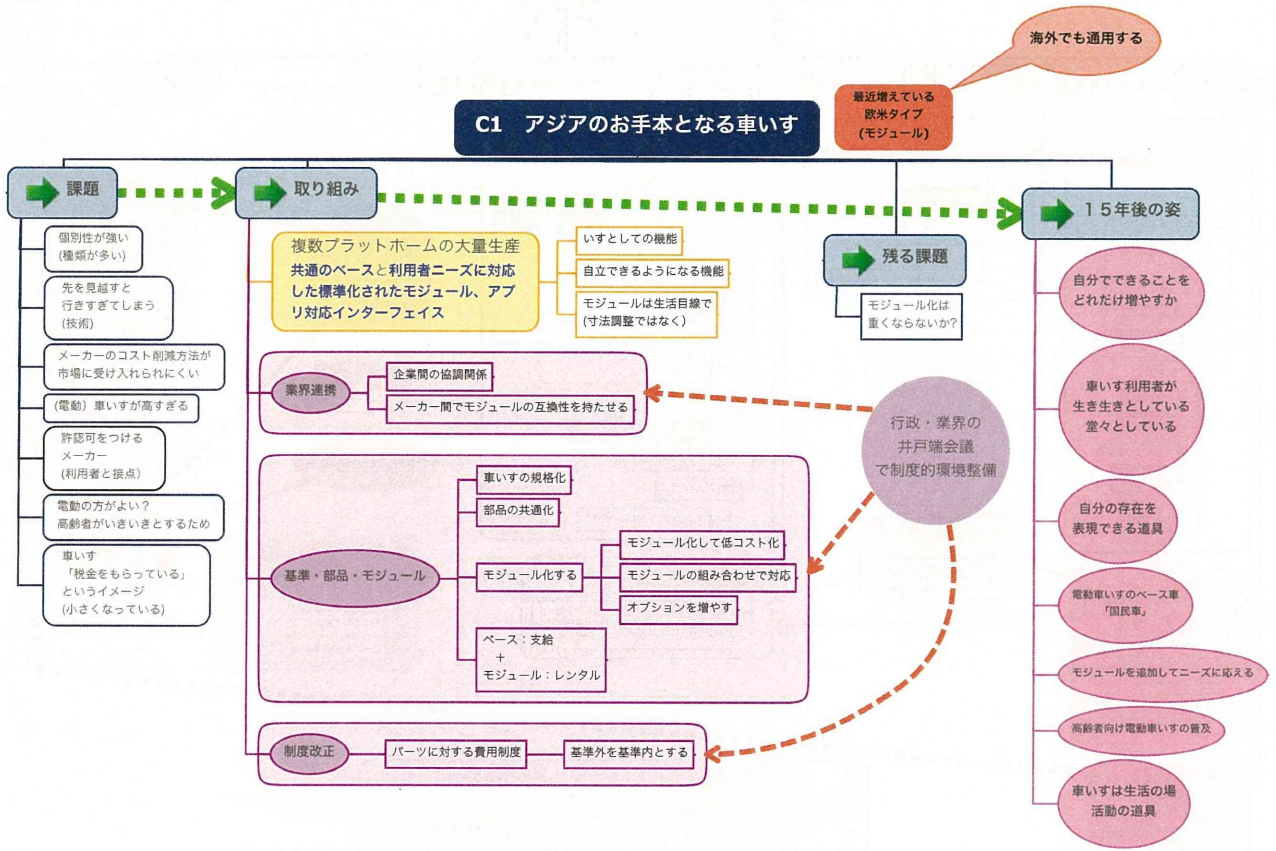 海外でも通用する
最近増えている
欧米タイプ
(モジュール)
C1　アジアのお手本となる車いす
課題
個別性が強い
(種類が多い)
先を見越すと
行きすぎてしまう
(技術)
メーカーのコスト削減方法が
市場に受け入れられにくい
(電動）車いすが高すぎる
許認可をつける
メーカー
(利用者と接点）
電動の方がよい？
高齢者がいきいきとするため
車いす
「税金をもらっている」
というイメージ
(小さくなっている)
取り組み
複数プラットホームの大量生産
共通のベースと利用者ニーズに対応
した標準化されたモジュール、アプ
リ対応インターフェイス
いすとしての機能
自立できるようになる機能
モジュールは生活目線で
(寸法調整ではなく）
業界連携
企業間の協調関係
メーカー間でモジュールの互換性を持たせる
基準・部品・モジュール
車いすの規格化
部品の共通化
モジュール化する
モジュール化して低コスト化
モジュールの組み合わせで対応
オプションを増やす
ベース：支給
+
モジュール：レンタル
制度改正
パーツに対する費用制度
基準外を基準内とする
行政・業界の
井戸端会議
で制度的環境整備
残る課題
モジュール化は
重くならないか?
１５年後の姿
自分でできることを
どれだけ増やすか
車いす利用者が
生き生きとしている
堂々としている
自分の存在を
表現できる道具
電動車いすのベース車
「国民車」
モジュールを追加してニーズに応える
高齢者向け電動車いすの普及
車いすは生活の場
活動の道具